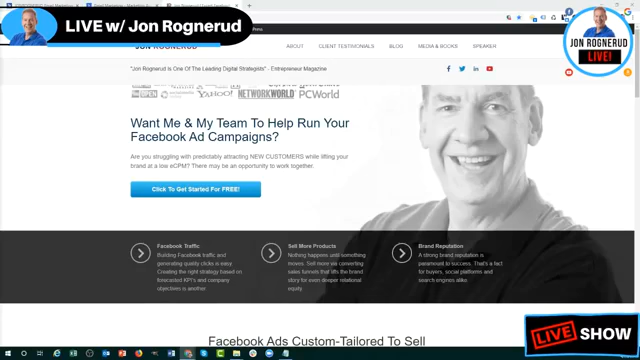 LIVE w/ Jon Rognerud
JON ROGNERUD
LIVE!
JON ROGNERUD
ABOUT
CLIENT TESTIMONIALS
BLOG
MEDIA & BOOKS
SPEAKER
"Jon Rognerud Is One Of The Leading Digital Strategists" - Entrepreneur Magazine
YAHOO! NETWORKWORLD PCWorld
Want Me & My Team To Help Run Your
Facebook Ad Campaigns?
Are you struggling with predictably attracting NEW CUSTOMERS while lifting your
brand at a low eCPM? There may be an opportunity to work together.
Click To Get Started For FREE!
Facebook Traffic
Building Facebook traffic and
generating quality clicks is easy
Creating the right strategy based on
forecasted KPI's and company
objectives is another
Sell More Products
Nothing happens until something
moves. Sell more via converting
sales funnels that lifts the brand
story for even deeper relational
equity.
Brand Reputation
A strong brand reputation is
paramount to success. That's a fact
for buyers, social platforms and
search engines alike.
Facebook Ads Custom-Tailored To Sell
LIVE SHOW